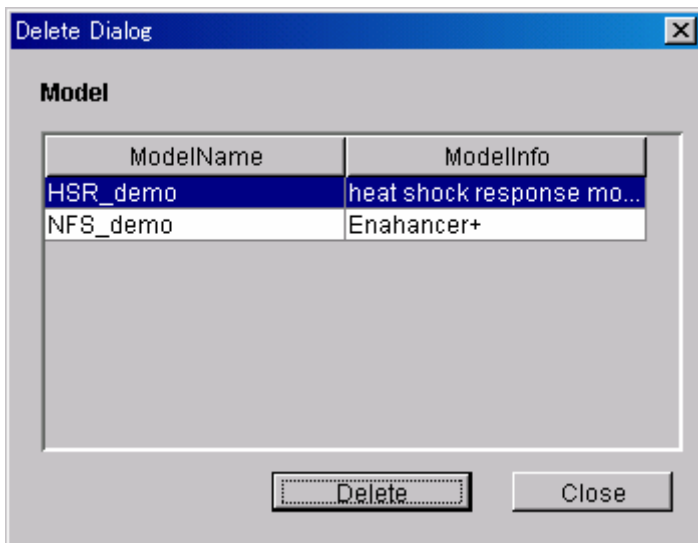 Delete Dialog
Model
ModelName ModelInfo
HSR_demo heat shock response mo...
NFS_demo Enahancer+
Delete Close